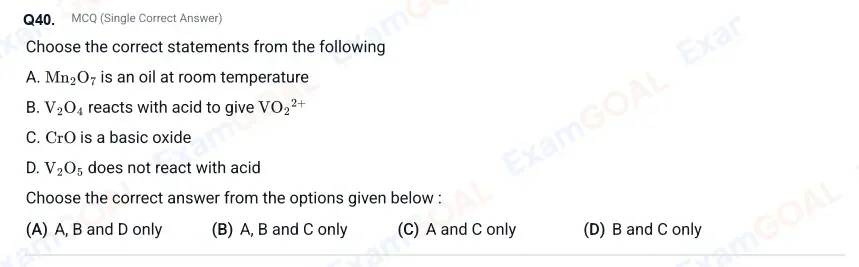 Q40. MCQ (Single Correct Answer)
Choose the correct statements from the following
A. Mn₂O₇ is an oil at room temperature
B. V₂O₄ reacts with acid to give VO₂²⁺
C. CrO is a basic oxide
D. V₂O₅ does not react with acid
Choose the correct answer from the options given below :
(A) A, B and D only (B) A, B and C only (C) A and C only (D) B and C only
ExamGOAL